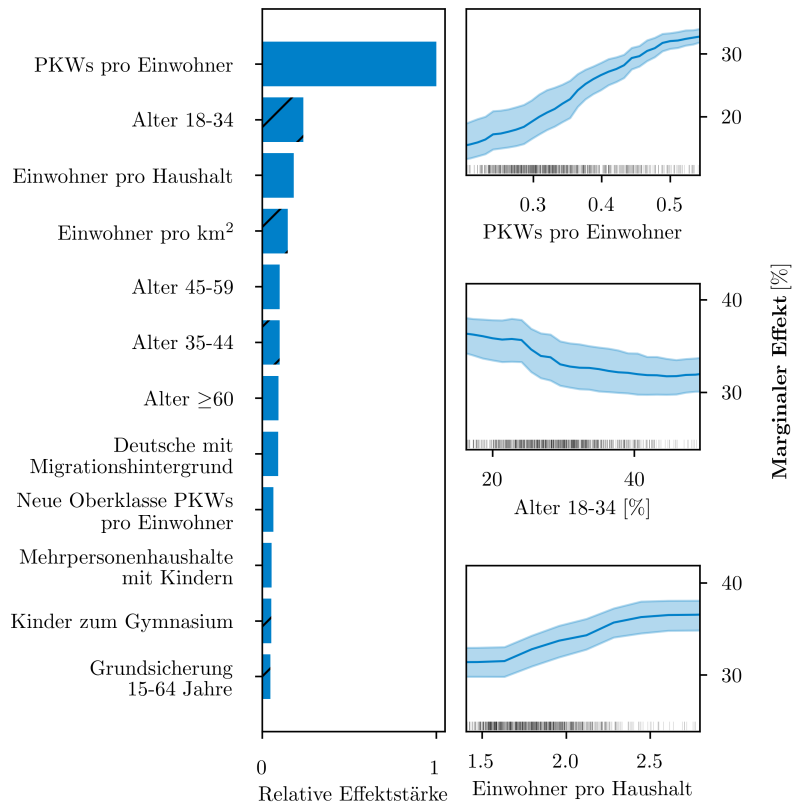 PKWs pro Einwohner
Alter 18-34
Einwohner pro Haushalt
Einwohner pro km²
Alter 45-59
Alter 35-44
Alter ≥60
Deutsche mit
Migrationshintergrund
Neue Oberklasse PKWs
pro Einwohner
Mehrpersonenhaushalte
mit Kindern
Kinder zum Gymnasium
Grundsicherung
15-64 Jahre
0 1
Relative Effektstärke
30
20
0.3 0.4 0.5
PKWs pro Einwohner
40
30
20 40
Alter 18-34 [%]
40
30
1.5 2.0 2.5
Einwohner pro Haushalt
Marginaler Effekt [%]